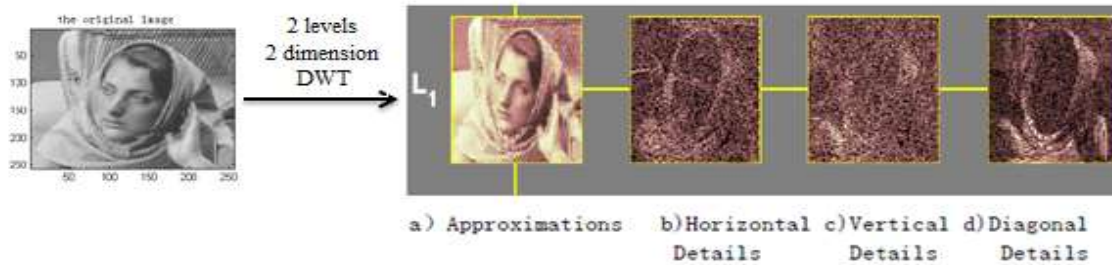 the original image
50
100
150
200
250
50 100 150 200 250
2 levels
2 dimension
DWT
L1
a) Approximations
b)Horizontal
Details
c)Vertical
Details
d)Diagonal
Details